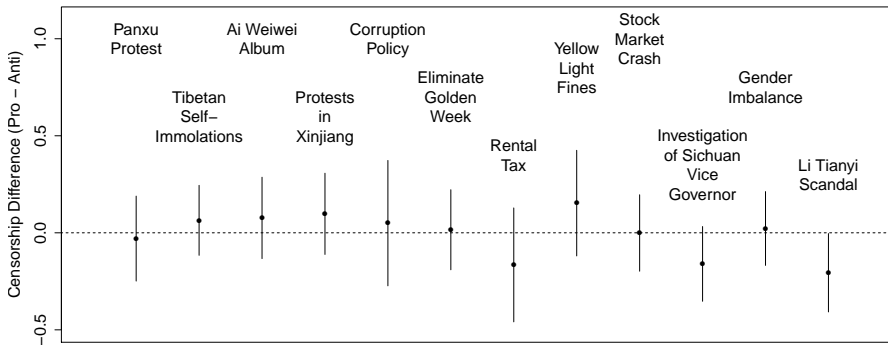 Censorship Difference (Pro − Anti)
1.0
0.5
0.0
−0.5
Panxu
Protest
Tibetan
Self−
Immolations
Ai Weiwei
Album
Protests
in
Xinjiang
Corruption
Policy
Eliminate
Golden
Week
Rental
Tax
Yellow
Light
Fines
Stock
Market
Crash
Investigation
of Sichuan
Vice
Governor
Gender
Imbalance
Li Tianyi
Scandal